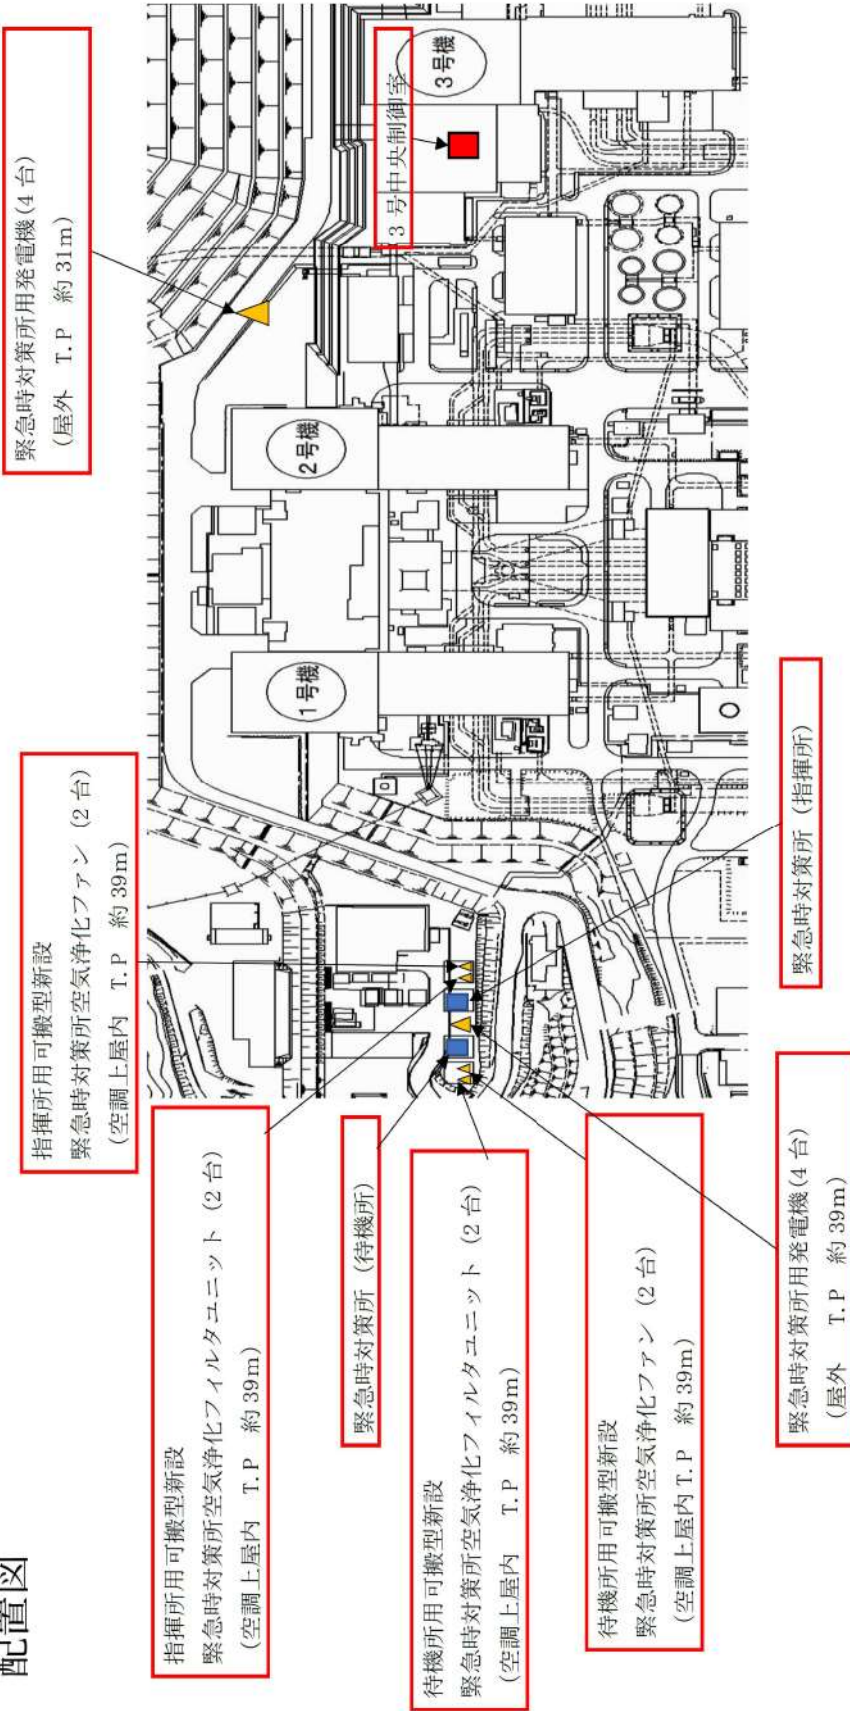 配置図
指揮所用可搬型新設
緊急時対策所空気浄化ファン（2台）
（空調上屋内　T.P　約39m）
緊急時対策所用発電機(4台)
（屋外　T.P　約31m）
指揮所用可搬型新設
緊急時対策所空気浄化フィルタユニット（2台）
（空調上屋内　T.P　約39m）
緊急時対策所（待機所）
待機所用可搬型新設
緊急時対策所空気浄化フィルタユニット（2台）
（空調上屋内　T.P　約39m）
待機所用可搬型新設
緊急時対策所空気浄化ファン（2台）
（空調上屋内T.P　約39m）
緊急時対策所用発電機(4台)
（屋外　T.P　約39m）
緊急時対策所（指揮所）
1号機
2号機
3号機
3号中央制御室